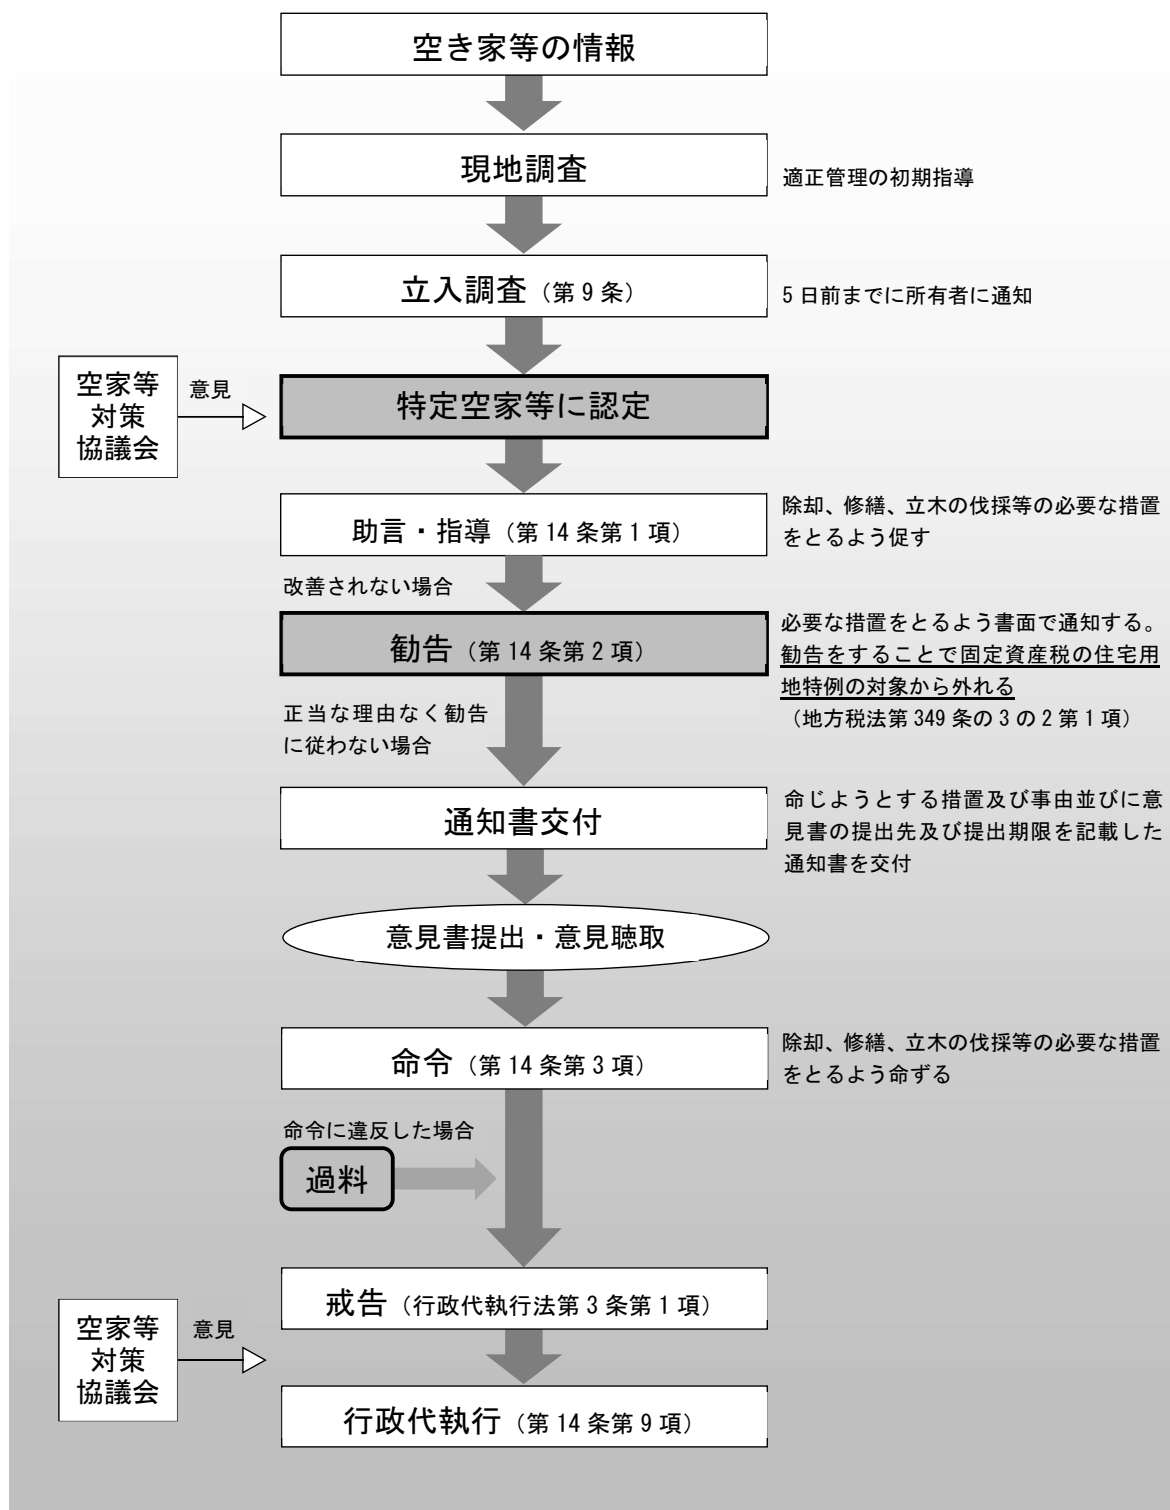 空き家等の情報
現地調査
適正管理の初期指導
立入調査（第9条）
5日前までに所有者に通知
空家等
対策
協議会
意見
特定空家等に認定
助言・指導（第14条第1項）
除却、修繕、立木の伐採等の必要な措置
をとるよう促す
改善されない場合
勧告（第14条第2項）
必要な措置をとるよう書面で通知する。
勧告をすることで固定資産税の住宅用
地特例の対象から外れる
（地方税法第349条の3の2第1項）
正当な理由なく勧告
に従わない場合
通知書交付
命じようとする措置及び事由並びに意
見書の提出先及び提出期限を記載した
通知書を交付
意見書提出・意見聴取
命令（第14条第3項）
除却、修繕、立木の伐採等の必要な措置
をとるよう命ずる
命令に違反した場合
過料
戒告（行政代執行法第3条第1項）
空家等
対策
協議会
意見
行政代執行（第14条第9項）